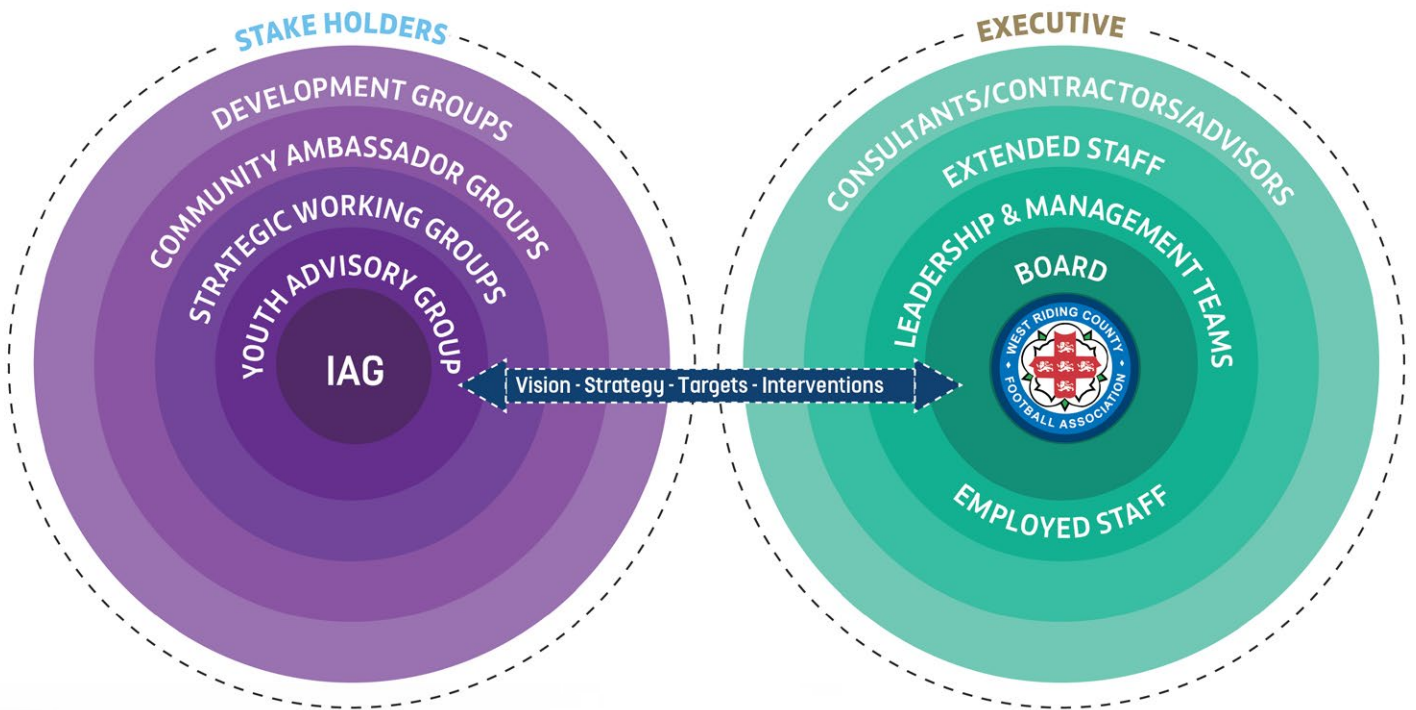 STAKE HOLDERS
DEVELOPMENT GROUPS
COMMUNITY AMBASSADOR GROUPS
STRATEGIC WORKING GROUPS
YOUTH ADVISORY GROUP
IAG
Vision - Strategy - Targets - Interventions
EXECUTIVE
CONSULTANTS/CONTRACTORS/ADVISORS
EXTENDED STAFF
LEADERSHIP & MANAGEMENT TEAMS
BOARD
WEST RIDING COUNTY
FOOTBALL ASSOCIATION
EMPLOYED STAFF